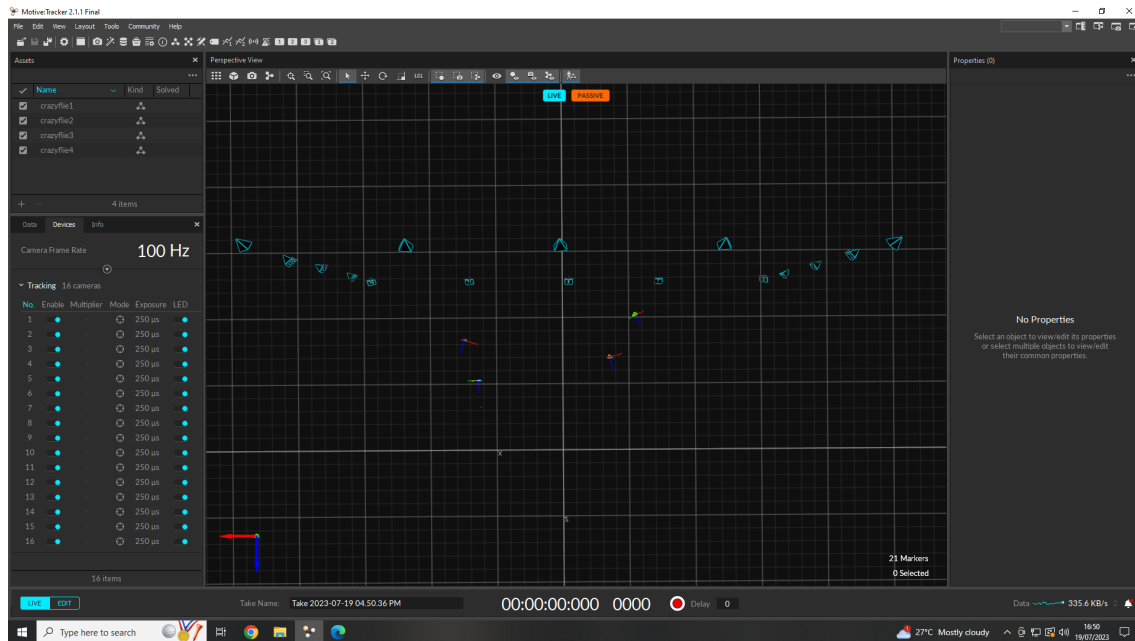 Motive:Tracker 2.1.1 Final
File Edit View Layout Tools Community Help
Assets
Name Kind Solved
crazyflie1
crazyflie2
crazyflie3
crazyflie4
4 items
Data Devices Info
Camera Frame Rate 100 Hz
Tracking 16 cameras
No. Enable Multiplier Mode Exposure LED
1 250 µs
2 250 µs
3 250 µs
4 250 µs
5 250 µs
6 250 µs
7 250 µs
8 250 µs
9 250 µs
10 250 µs
11 250 µs
12 250 µs
13 250 µs
14 250 µs
15 250 µs
16 250 µs
16 items
Perspective View
LCL
LIVE PASSIVE
X
Z
21 Markers
0 Selected
Properties (0)
No Properties
Select an object to view/edit its properties
or select multiple objects to view/edit
their common properties.
LIVE EDIT
Take Name: Take 2023-07-19 04.50.36 PM
00:00:00:000 0000
Delay 0
Data 335.6 KB/s
Type here to search
27°C Mostly cloudy
16:50
19/07/2023